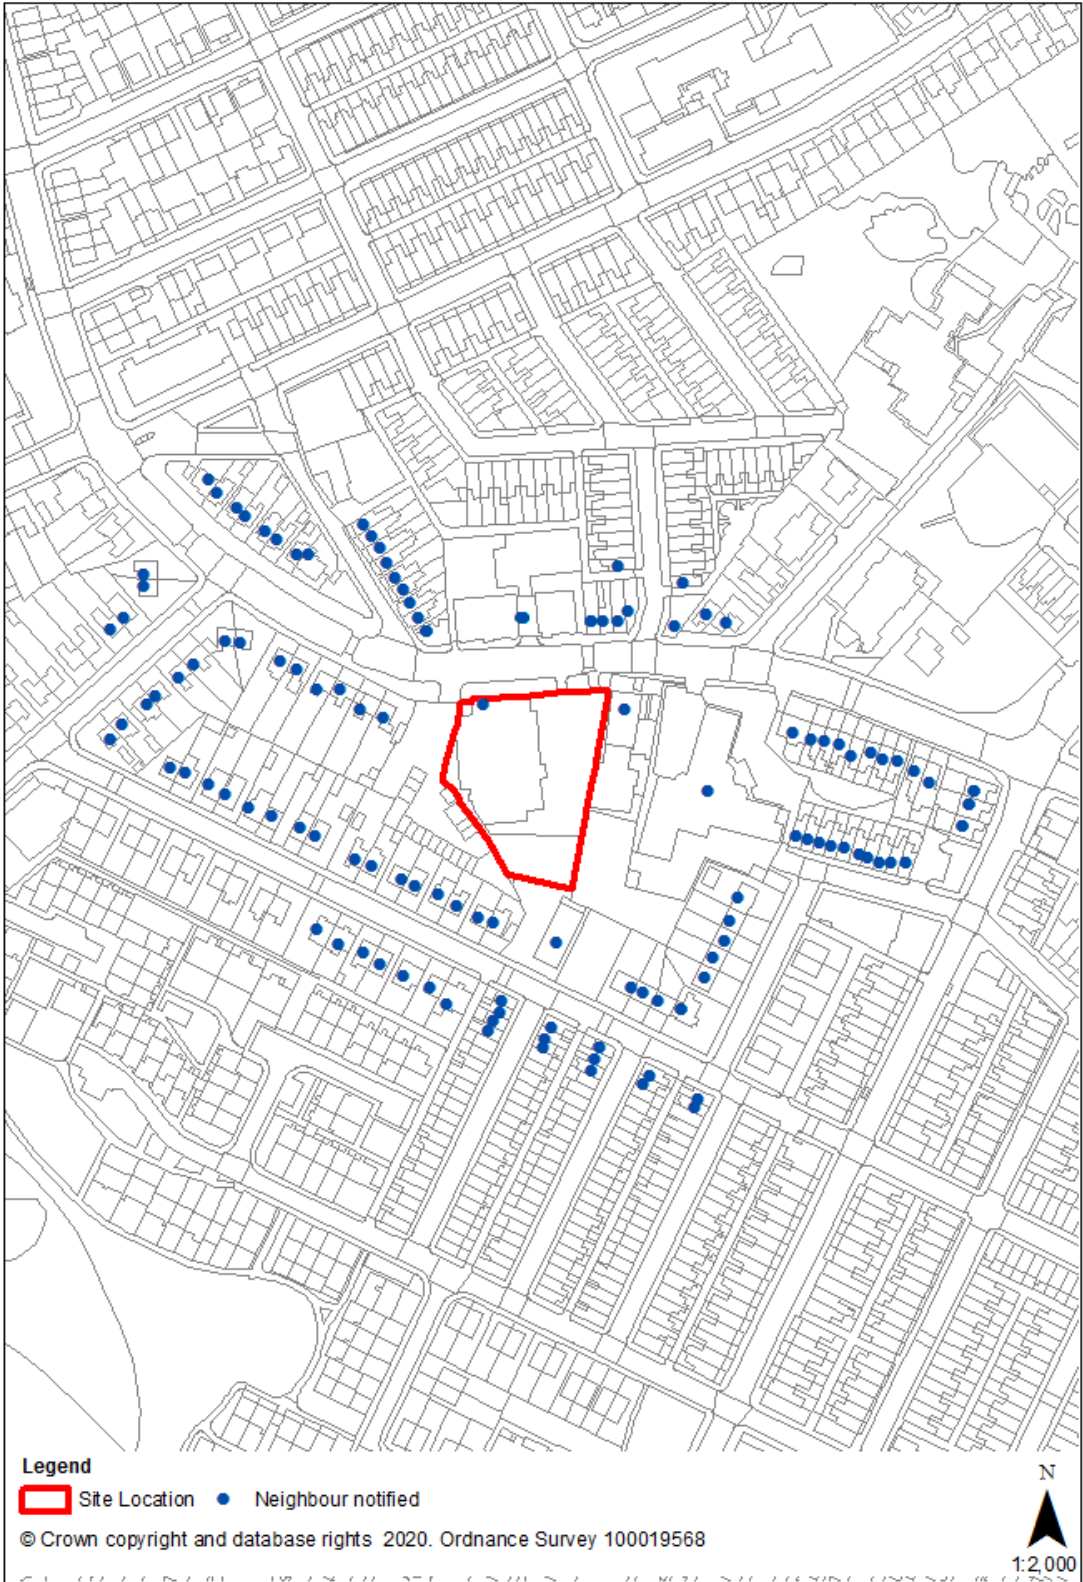 Legend
Site Location Neighbour notified
N
© Crown copyright and database rights 2020. Ordnance Survey 100019568
1:2,000